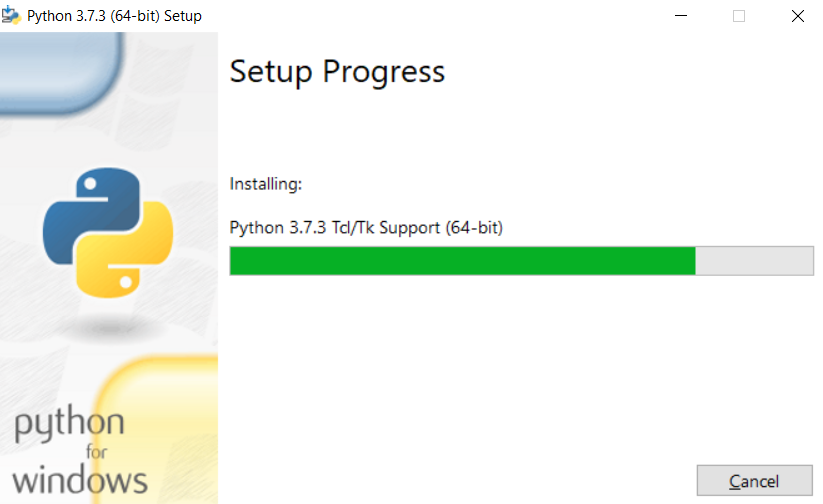 Python 3.7.3 (64-bit) Setup
Setup Progress
Installing:
Python 3.7.3 Tcl/Tk Support (64-bit)
python
for
windows
Cancel